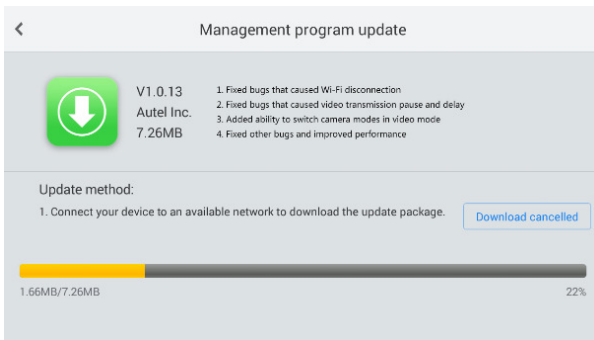 Management program update
V1.0.13
Autel Inc.
7.26MB
1. Fixed bugs that caused Wi-Fi disconnection
2. Fixed bugs that caused video transmission pause and delay
3. Added ability to switch camera modes in video mode
4. Fixed other bugs and improved performance
Update method:
1. Connect your device to an available network to download the update package.
Download cancelled
1.66MB/7.26MB
22%